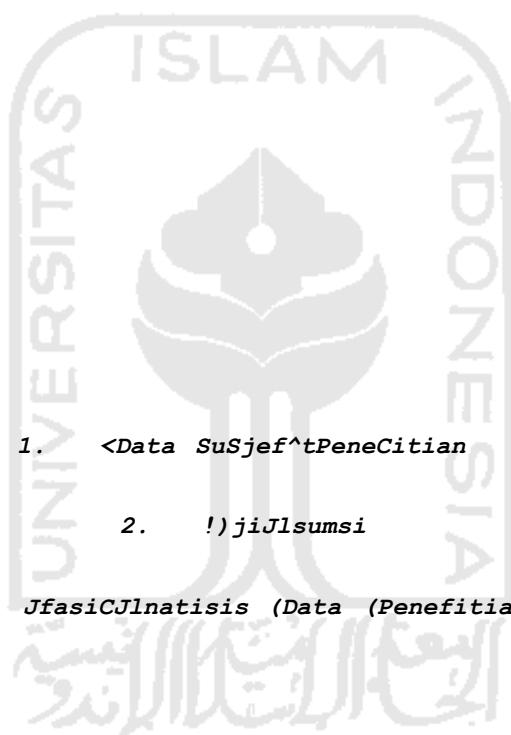 ISLAM
UNIVERSITAS
INDONESIA
1. <Data SuSjef^tPeneCitian
2. !)jiJlsumsi
JfasiCJlnatisis (Data (Penefitia